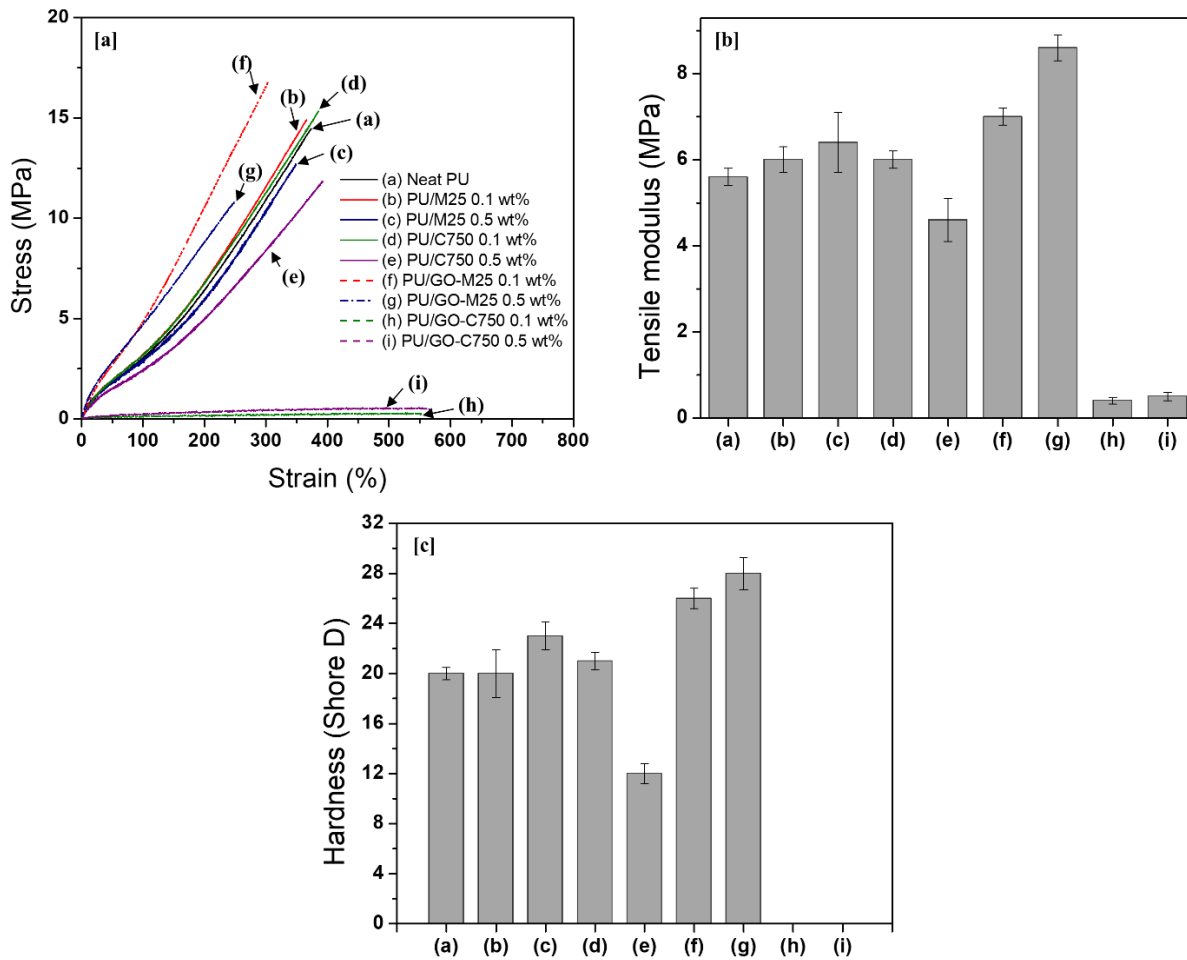 [a]
Stress (MPa)
20
15
10
5
0
0 100 200 300 400 500 600 700 800
Strain (%)
(f)
(b)
(d)
(a)
(c)
(g)
(e)
(i)
(h)
(a) Neat PU
(b) PU/M25 0.1 wt%
(c) PU/M25 0.5 wt%
(d) PU/C750 0.1 wt%
(e) PU/C750 0.5 wt%
(f) PU/GO-M25 0.1 wt%
(g) PU/GO-M25 0.5 wt%
(h) PU/GO-C750 0.1 wt%
(i) PU/GO-C750 0.5 wt%
[b]
Tensile modulus (MPa)
8
6
4
2
0
(a) (b) (c) (d) (e) (f) (g) (h) (i)
[c]
Hardness (Shore D)
32
28
24
20
16
12
8
4
0
(a) (b) (c) (d) (e) (f) (g) (h) (i)